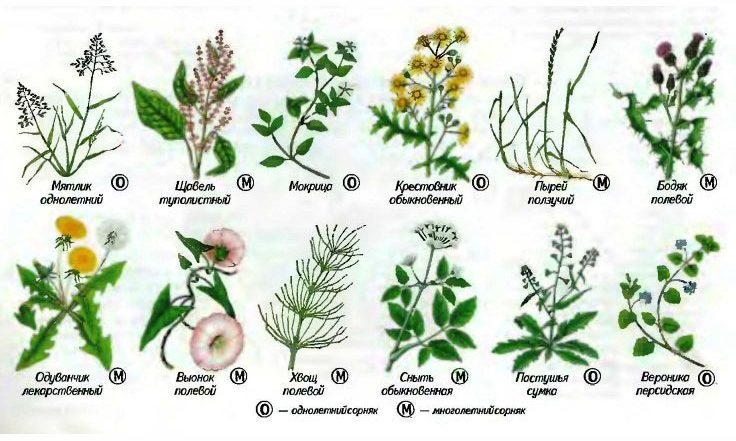 Мятлик однолетний О
Щавель туполистный М
Мокрица О
Крестовник обыкновенный О
Пырей ползучий М
Бодяк полевой М
Одуванчик лекарственный М
Вьюнок полевой М
Хвощ полевой М
Сныть обыкновенная М
Пастушья сумка О
Вероника персидская О
О — однолетний сорняк М — многолетний сорняк